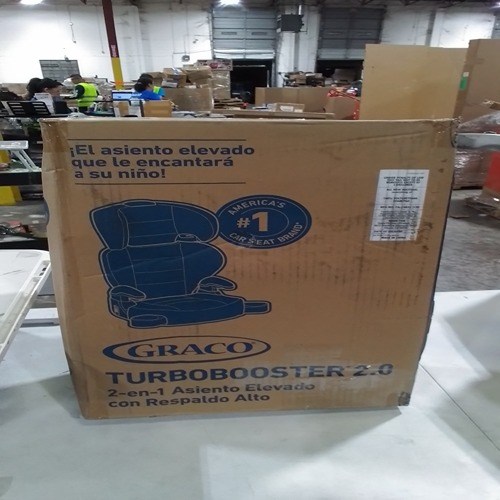 ¡El asiento elevado
que le encantará
a su niño!
AMERICA'S
#1
CAR SEAT BRAND*
GRACO®
TURBOBOOSTER® 2.0
2-en-1 Asiento Elevado
con Respaldo Alto